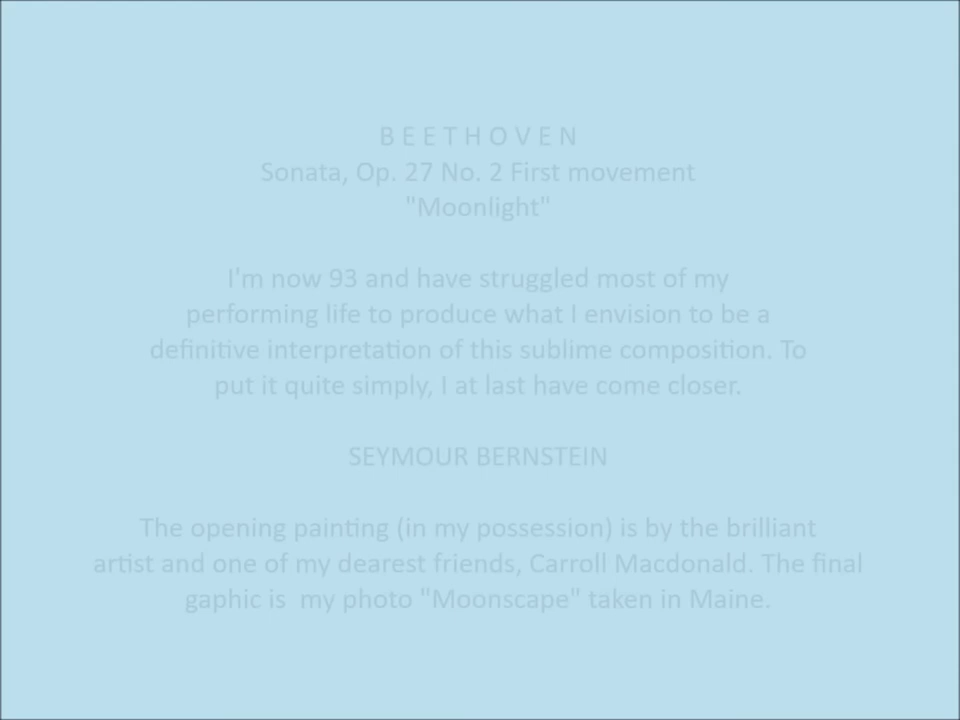 B E E T H O V E N
Sonata, Op. 27 No. 2 First movement
"Moonlight"
I'm now 93 and have struggled most of my
performing life to produce what I envision to be a
definitive interpretation of this sublime composition. To
put it quite simply, I at last have come closer.
SEYMOUR BERNSTEIN
The opening painting (in my possession) is by the brilliant
artist and one of my dearest friends, Carroll Macdonald. The final
gaphic is  my photo "Moonscape" taken in Maine.